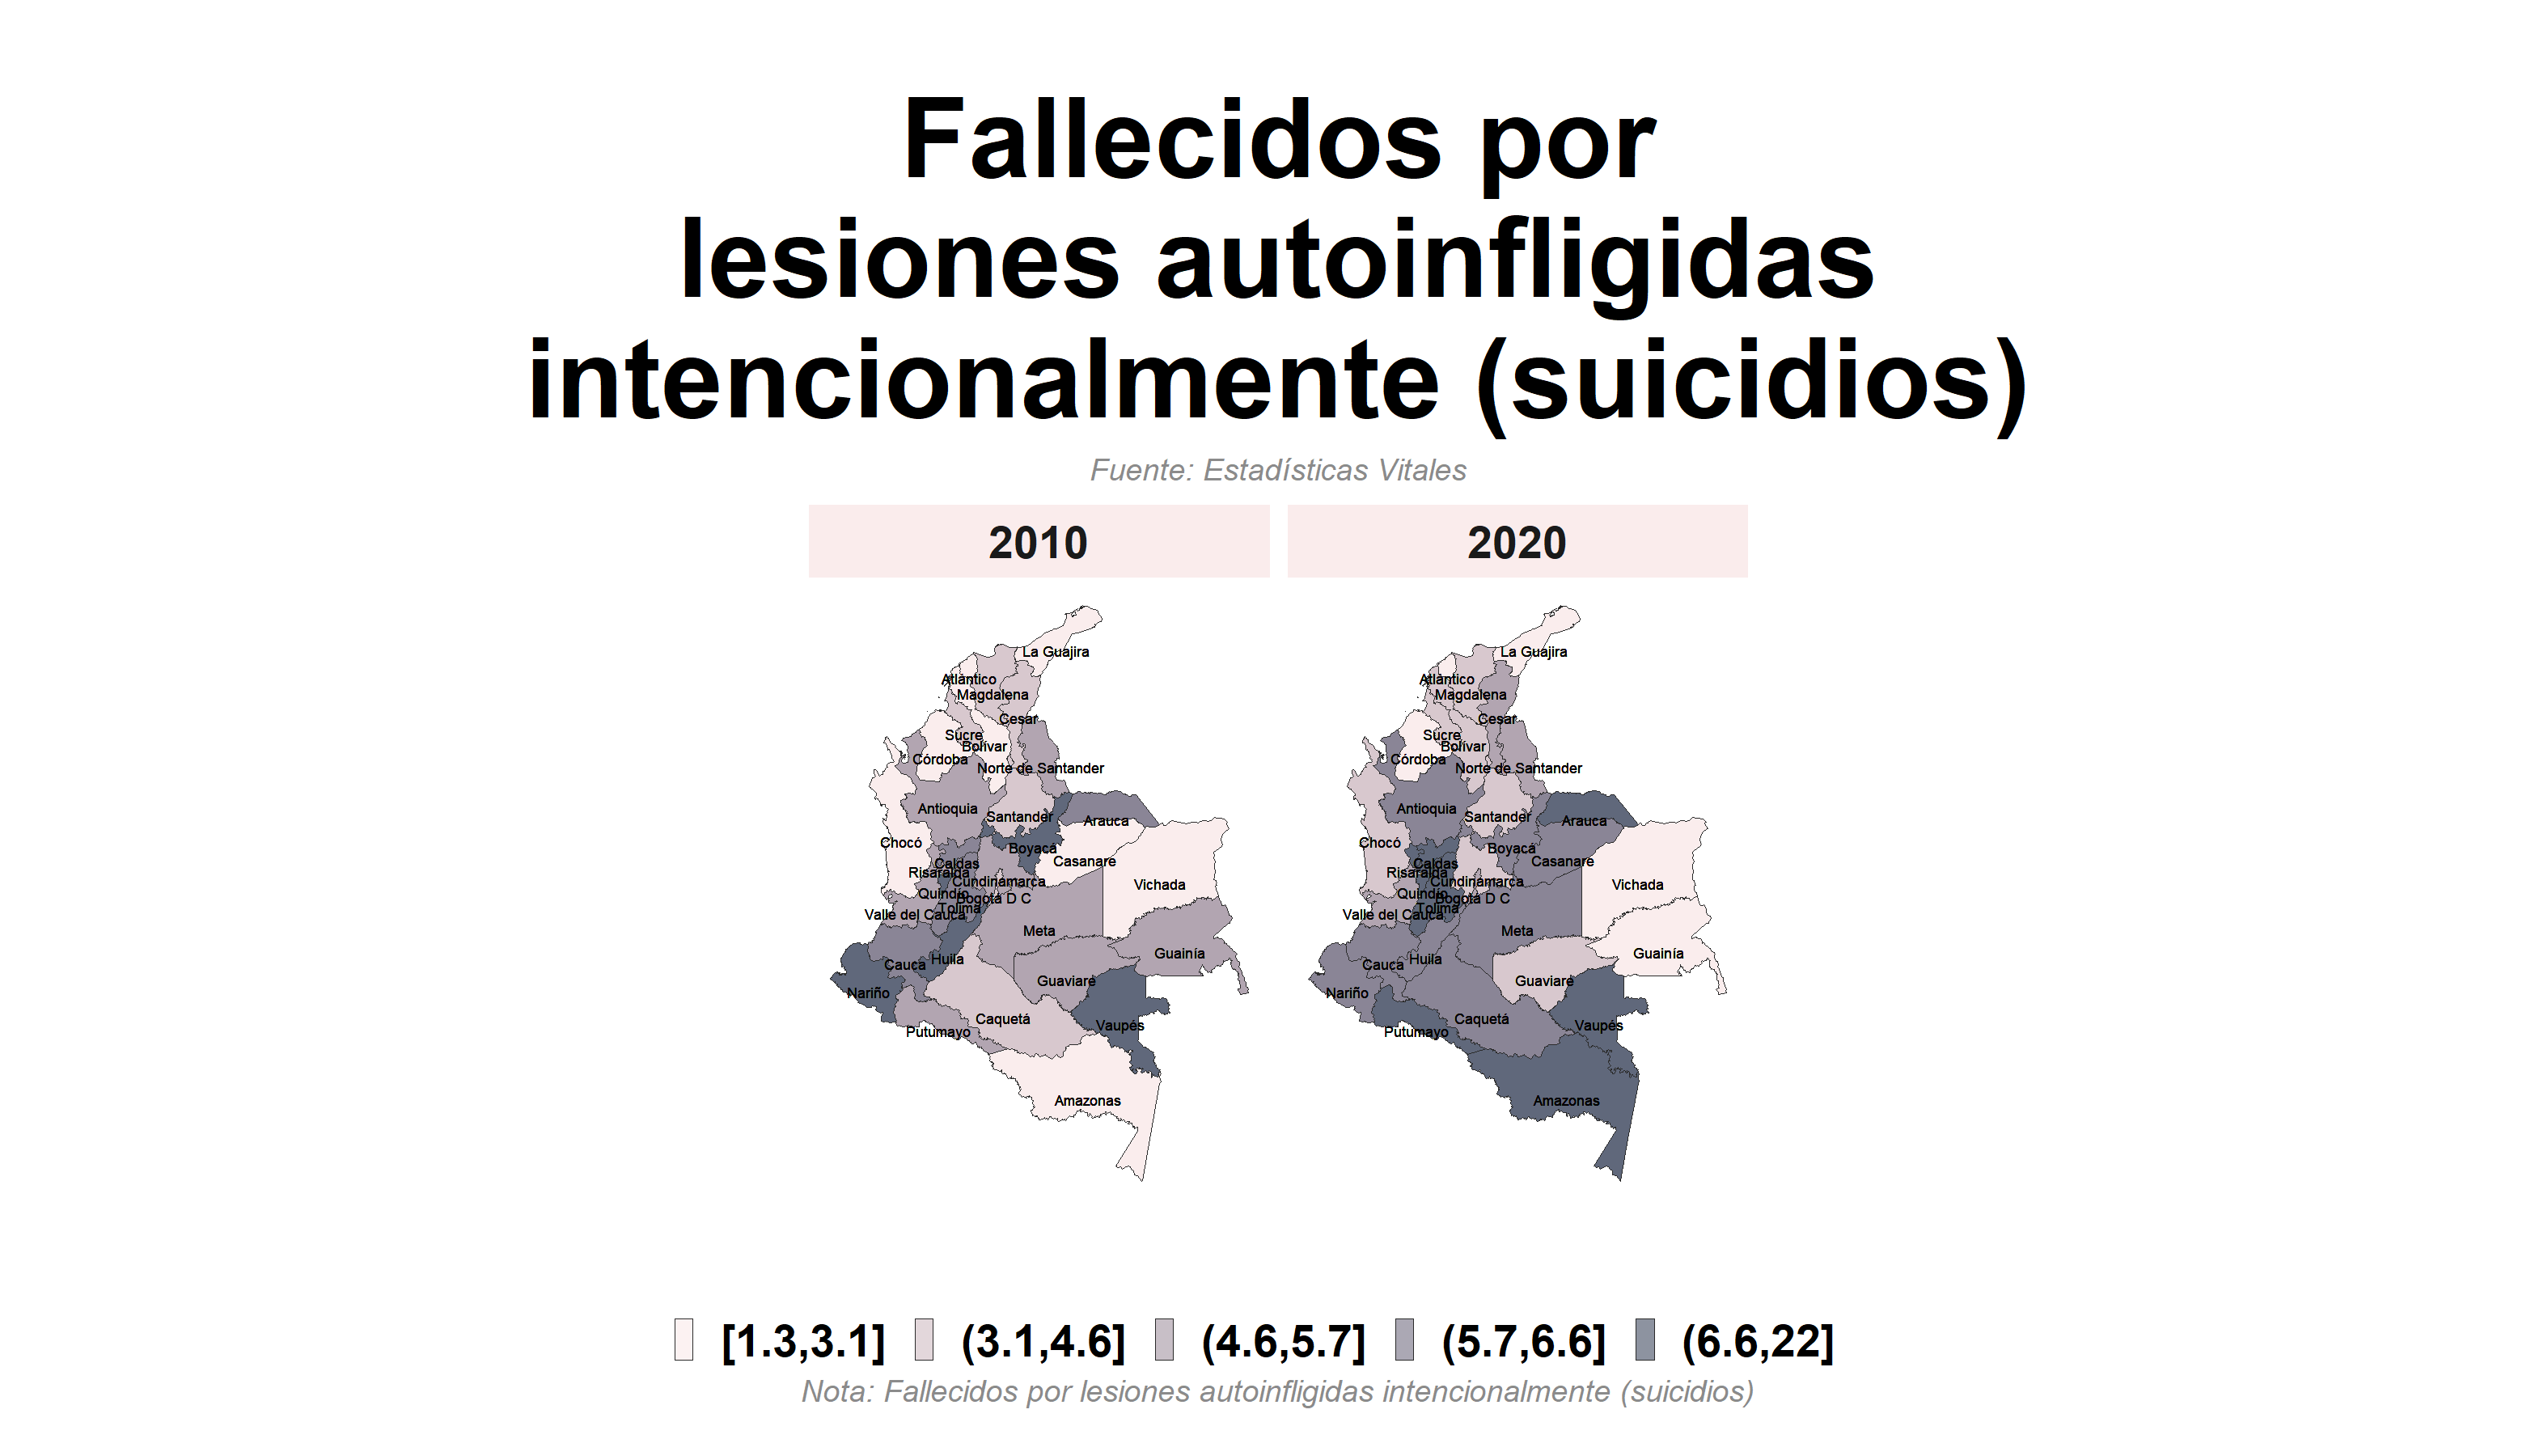 Fallecidos por
lesiones autoinfligidas
intencionalmente (suicidios)
Fuente: Estadísticas Vitales
2010
2020
La Guajira
Atlántico
Magdalena
Cesar
Sucre
Bolívar
Córdoba
Norte de Santander
Antioquia
Santander
Arauca
Chocó
Boyacá
Caldas
Casanare
Risaralda
Cundinamarca
Vichada
Quindío
Bogotá D C
Tolima
Valle del Cauca
Meta
Guainía
Huila
Cauca
Guaviare
Nariño
Caquetá
Vaupés
Putumayo
Amazonas
La Guajira
Atlántico
Magdalena
Cesar
Sucre
Bolívar
Córdoba
Norte de Santander
Antioquia
Santander
Arauca
Chocó
Boyacá
Caldas
Casanare
Risaralda
Cundinamarca
Vichada
Quindío
Bogotá D C
Tolima
Valle del Cauca
Meta
Guainía
Huila
Cauca
Guaviare
Nariño
Caquetá
Vaupés
Putumayo
Amazonas
[1.3,3.1] (3.1,4.6] (4.6,5.7] (5.7,6.6] (6.6,22]
Nota: Fallecidos por lesiones autoinfligidas intencionalmente (suicidios)